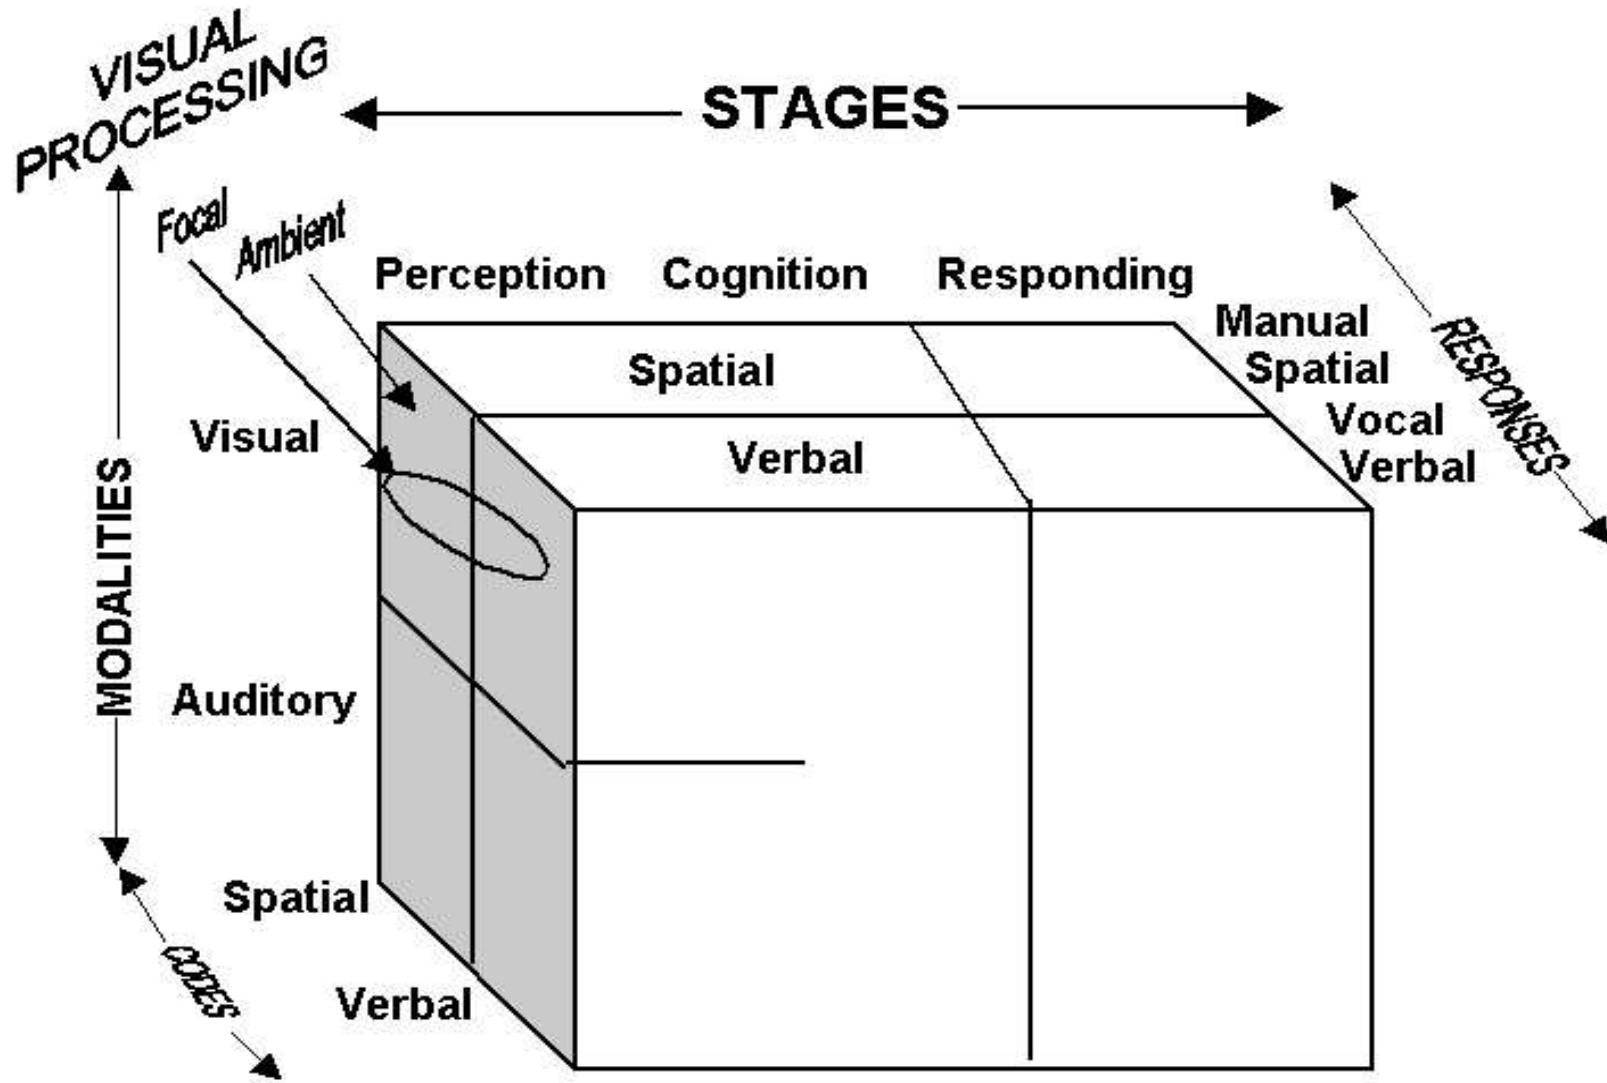 VISUAL
PROCESSING
STAGES
Focal
Ambient
Perception Cognition Responding
Manual
Spatial
Vocal
Verbal
RESPONSES
Spatial
Verbal
Visual
MODALITIES
Auditory
Spatial
Verbal
CODES